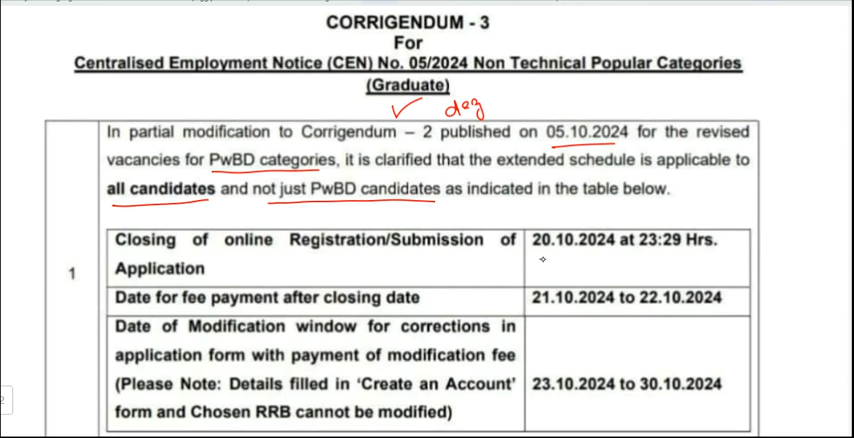 CORRIGENDUM - 3
For
Centralised Employment Notice (CEN) No. 05/2024 Non Technical Popular Categories
(Graduate)
deg
In partial modification to Corrigendum – 2 published on 05.10.2024 for the revised
vacancies for PwBD categories, it is clarified that the extended schedule is applicable to
all candidates and not just PwBD candidates as indicated in the table below.
1
Closing of online Registration/Submission of Application
20.10.2024 at 23:29 Hrs.
Date for fee payment after closing date
21.10.2024 to 22.10.2024
Date of Modification window for corrections in
application form with payment of modification fee
(Please Note: Details filled in ‘Create an Account’
form and Chosen RRB cannot be modified)
23.10.2024 to 30.10.2024